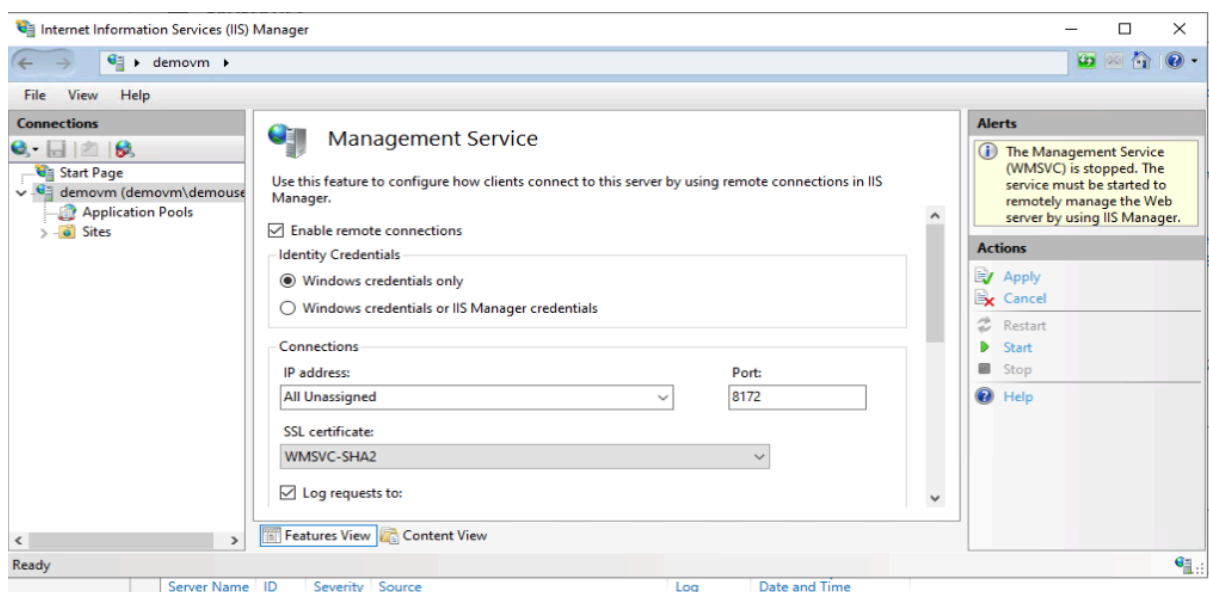 Internet Information Services (IIS) Manager
demovm
File View Help
Connections
Start Page
demovm (demovm\demouse
Application Pools
Sites
Management Service
Use this feature to configure how clients connect to this server by using remote connections in IIS
Manager.
Enable remote connections
Identity Credentials
Windows credentials only
Windows credentials or IIS Manager credentials
Connections
IP address:
Port:
All Unassigned
8172
SSL certificate:
WMSVC-SHA2
Log requests to:
Features View
Content View
Alerts
The Management Service
(WMSVC) is stopped. The
service must be started to
remotely manage the Web
server by using IIS Manager.
Actions
Apply
Cancel
Restart
Start
Stop
Help
Ready
Server Name ID Severity Source Log Date and Time